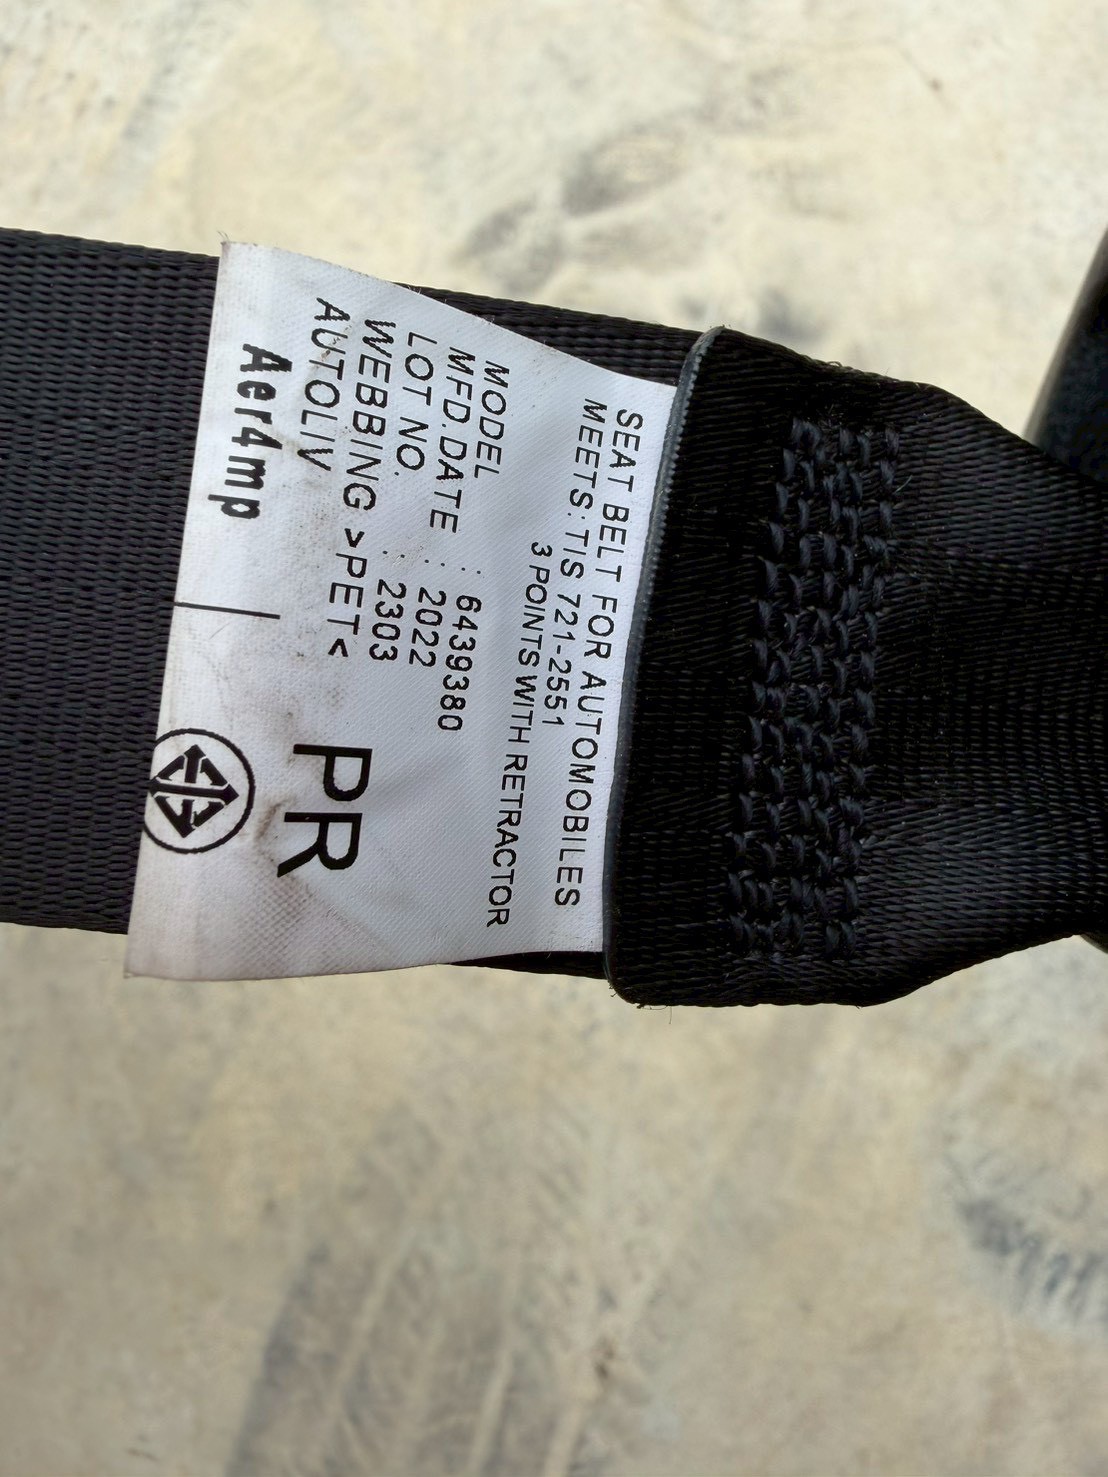 SEAT BELT FOR AUTOMOBILES
MEETS:TIS 721-2551
3 POINTS WITH RETRACTOR
MODEL : 6439380
MFD.DATE : 2022
LOT NO. : 2303
WEBBING >PET<
AUTOLIV
PR
Aer4mp